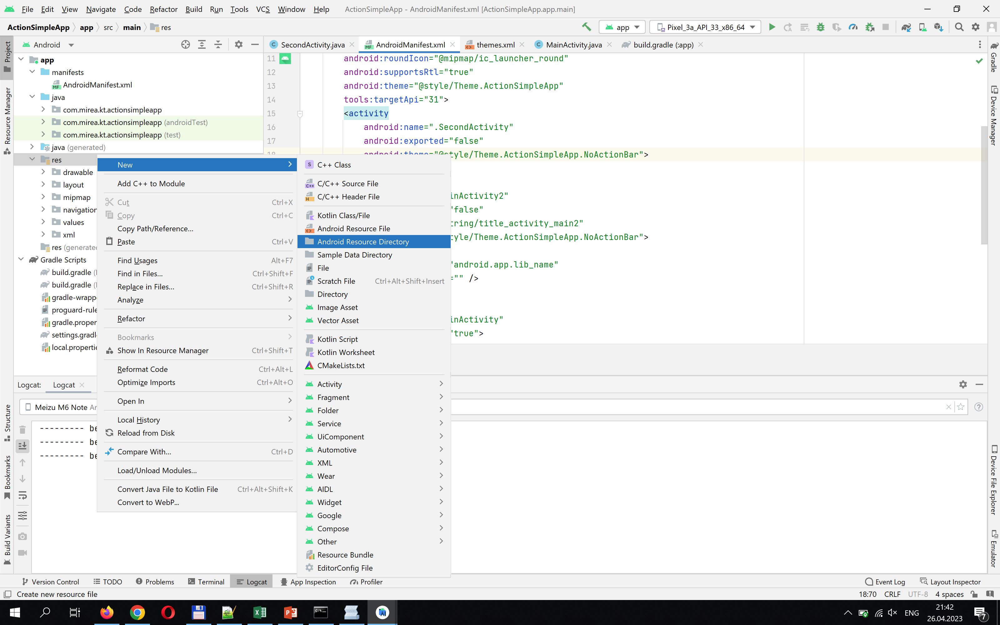 File Edit View Navigate Code Refactor Build Run Tools VCS Window Help ActionSimpleApp - AndroidManifest.xml [ActionSimpleApp.app.main]
ActionSimpleApp app src main res app Pixel_3a_API_33_x86_64
Android SecondActivity.java AndroidManifest.xml themes.xml MainActivity.java build.gradle (:app)
Project
Resource Manager
Structure
Bookmarks
Build Variants
app
manifests
AndroidManifest.xml
java
com.mirea.kt.actionsimpleapp
com.mirea.kt.actionsimpleapp (androidTest)
com.mirea.kt.actionsimpleapp (test)
java (generated)
res
drawable
layout
mipmap
navigation
values
xml
res (generate
Gradle Scripts
build.gradle (
build.gradle (
gradle-wrapp
proguard-rule
gradle.proper
settings.gradl
local.properti
11 android:roundIcon="@mipmap/ic_launcher_round"
12 android:supportsRtl="true"
13 android:theme="@style/Theme.ActionSimpleApp"
14 tools:targetApi="31">
15 <activity
16 android:name=".SecondActivity"
17 android:exported="false"
18 android:theme="@style/Theme.ActionSimpleApp.NoActionBar">
inActivity2"
"false"
tring/title_activity_main2"
tyle/Theme.ActionSimpleApp.NoActionBar">
"android.app.lib_name"
="" />
inActivity"
"true">
New
Add C++ to Module
Cut Ctrl+X
Copy Ctrl+C
Copy Path/Reference...
Paste Ctrl+V
Find Usages Alt+F7
Find in Files... Ctrl+Shift+F
Replace in Files... Ctrl+Shift+R
Analyze
Refactor
Bookmarks
Show In Resource Manager Ctrl+Shift+T
Reformat Code Ctrl+Alt+L
Optimize Imports Ctrl+Alt+O
Open In
Local History
Reload from Disk
Compare With... Ctrl+D
Load/Unload Modules...
Convert Java File to Kotlin File Ctrl+Alt+Shift+K
Convert to WebP...
C++ Class
C/C++ Source File
C/C++ Header File
Kotlin Class/File
Android Resource File
Android Resource Directory
Sample Data Directory
File
Scratch File Ctrl+Alt+Shift+Insert
Directory
Image Asset
Vector Asset
Kotlin Script
Kotlin Worksheet
CMakeLists.txt
Activity
Fragment
Folder
Service
UiComponent
Automotive
XML
Wear
AIDL
Widget
Google
Compose
Other
Resource Bundle
EditorConfig File
Logcat: Logcat
Meizu M6 Note An
--------- be
--------- be
--------- be
Gradle
Device Manager
Device File Explorer
Emulator
Version Control TODO Problems Terminal Logcat App Inspection Profiler Event Log Layout Inspector
Create new resource file 18:70 CRLF UTF-8 4 spaces
ENG 21:42
26.04.2023 7